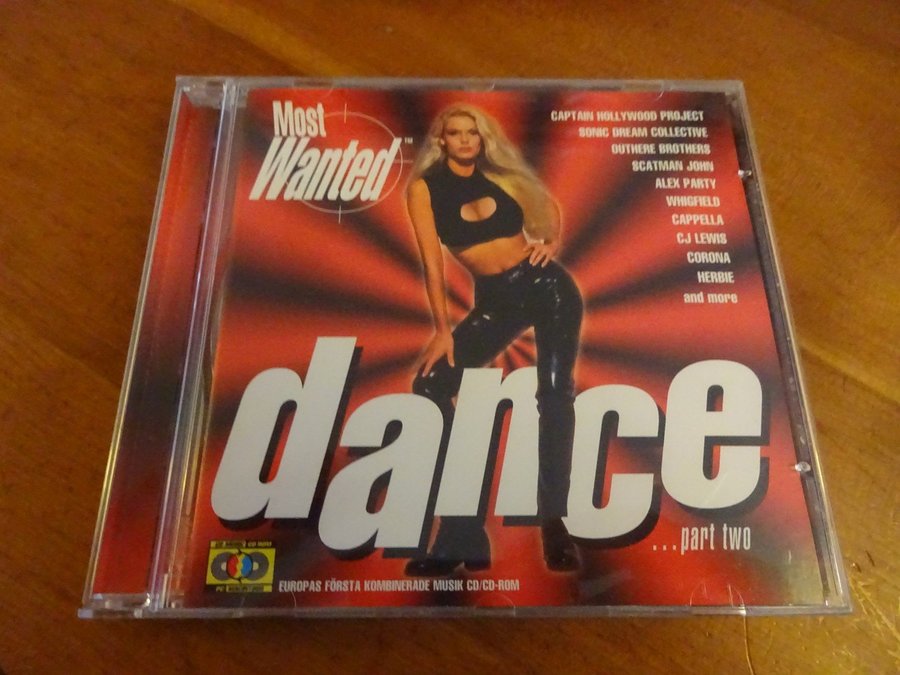 Most
Wanted™
CAPTAIN HOLLYWOOD PROJECT
SONIC DREAM COLLECTIVE
OUTHERE BROTHERS
SCATMAN JOHN
ALEX PARTY
WHIGFIELD
CAPPELLA
CJ LEWIS
CORONA
HERBIE
and more
dance
...part two
EUROPAS FÖRSTA KOMBINERADE MUSIK CD/CD-ROM